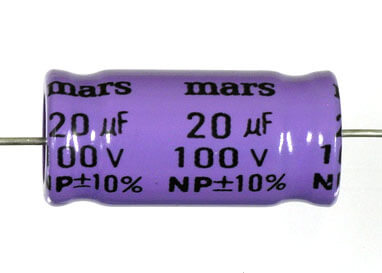 mars mars
20 µF 20 µF
100 V 100 V
NP±10% NP±10%